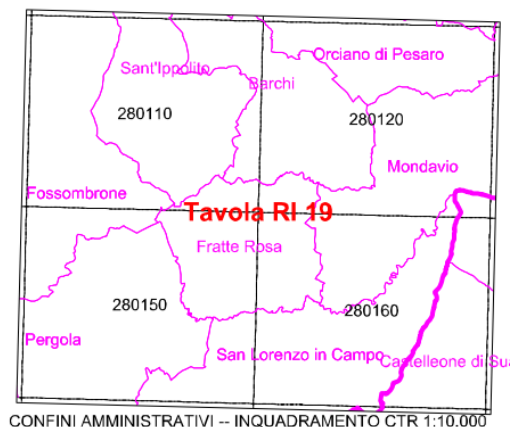 Orciano di Pesaro
Sant'Ippolito
Barchi
280110
280120
Mondavio
Fossombrone
Tavola RI 19
Fratte Rosa
280150
280160
Pergola
San Lorenzo in Campo
Castelleone di Sua
CONFINI AMMINISTRATIVI -- INQUADRAMENTO CTR 1:10.000